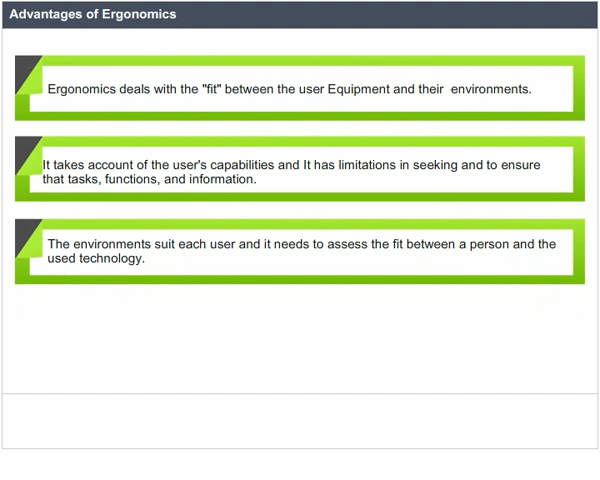 Advantages of Ergonomics
Ergonomics deals with the "fit" between the user Equipment and their  environments.
It takes account of the user's capabilities and It has limitations in seeking and to ensure
that tasks, functions, and information.
The environments suit each user and it needs to assess the fit between a person and the
used technology.